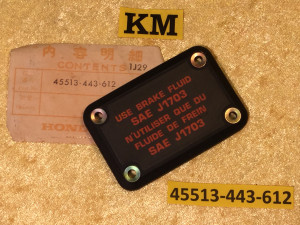 KM
内容明細
CONTENTS
1J29
45513-443-612
USE BRAKE FLUID
SAE J1703
N'UTILISER QUE DU
FLUIDE DE FREIN
SAE J1703
45513-443-612